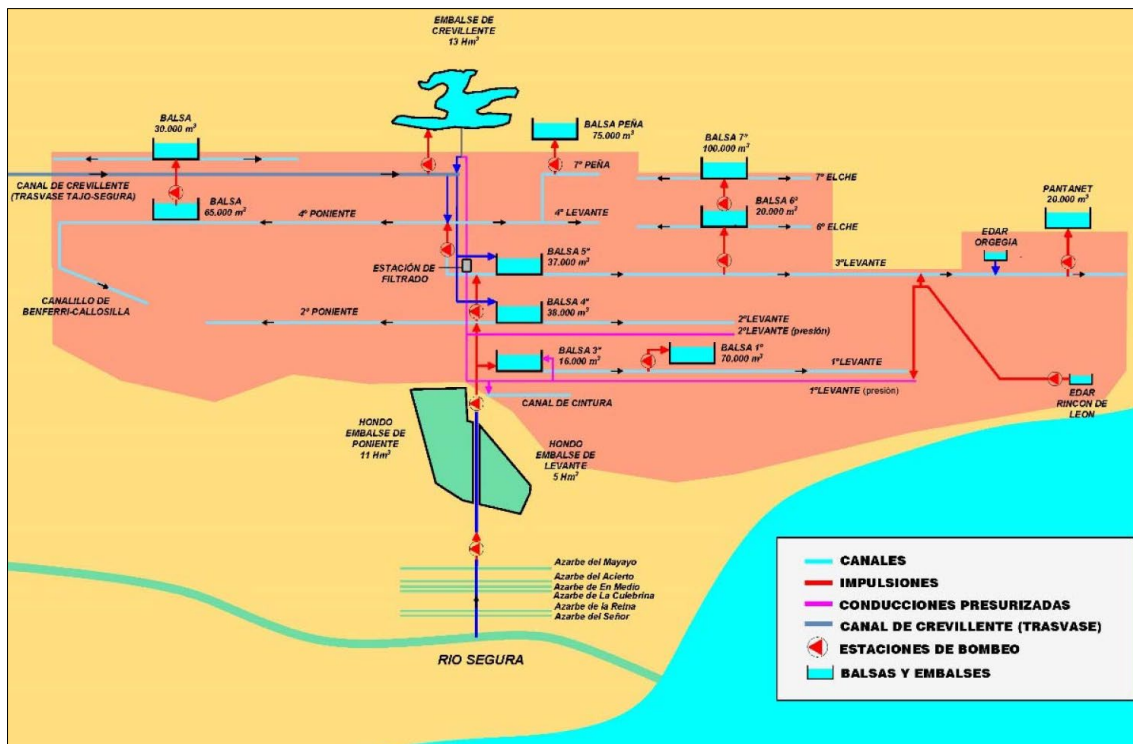 EMBALSE DE
CREVILLENTE
13 Hm³
BALSA
30.000 m³
BALSA PEÑA
75.000 m³
BALSA 7ª
100.000 m³
7º PEÑA
CANAL DE CREVILLENTE
(TRASVASE TAJO-SEGURA)
7º ELCHE
PANTANET
20.000 m³
BALSA
65.000 m³
BALSA 6ª
20.000 m³
4º PONIENTE
4º LEVANTE
6º ELCHE
EDAR
ORGEGIA
BALSA 5ª
37.000 m³
ESTACIÓN DE
FILTRADO
3ºLEVANTE
CANALILLO DE
BENFERRI-CALLOSILLA
BALSA 4ª
38.000 m³
2º PONIENTE
2ºLEVANTE
2ºLEVANTE (presión)
BALSA 3ª
16.000 m³
BALSA 1ª
70.000 m³
1ºLEVANTE
1ºLEVANTE (presión)
EDAR
RINCON DE
LEON
CANAL DE CINTURA
HONDO
EMBALSE DE
PONIENTE
11 Hm³
HONDO
EMBALSE DE
LEVANTE
5 Hm³
Azarbe del Mayayo
Azarbe del Acierto
Azarbe de En Medio
Azarbe de La Culebrina
Azarbe de la Reina
Azarbe del Señor
RIO SEGURA
CANALES
IMPULSIONES
CONDUCCIONES PRESURIZADAS
CANAL DE CREVILLENTE (TRASVASE)
ESTACIONES DE BOMBEO
BALSAS Y EMBALSES